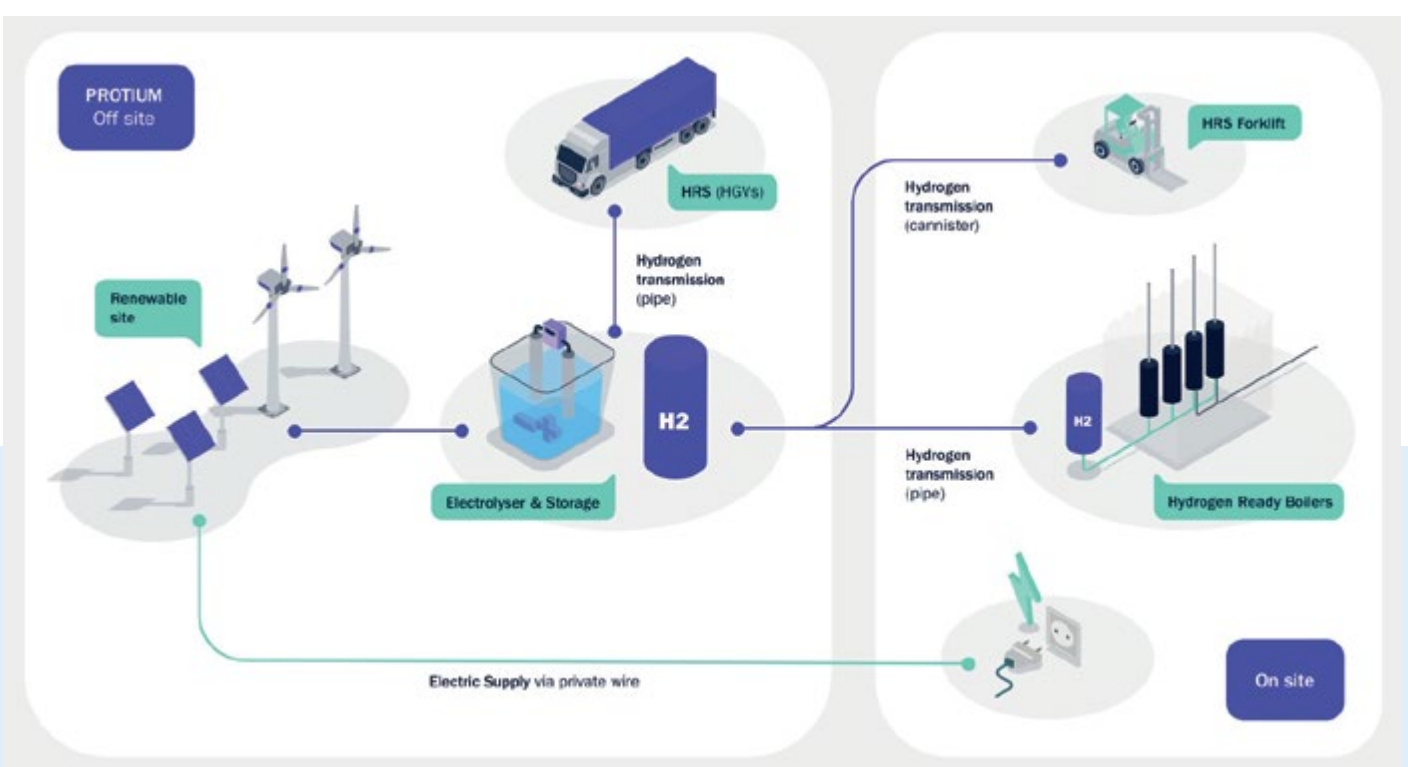 PROTIUM
Off site
HRS (HGVs)
Hydrogen
transmission
(pipe)
Renewable
site
H2
Electrolyser & Storage
Electric Supply via private wire
HRS Forklift
Hydrogen
transmission
(cannister)
H2
Hydrogen
transmission
(pipe)
Hydrogen Ready Boilers
On site